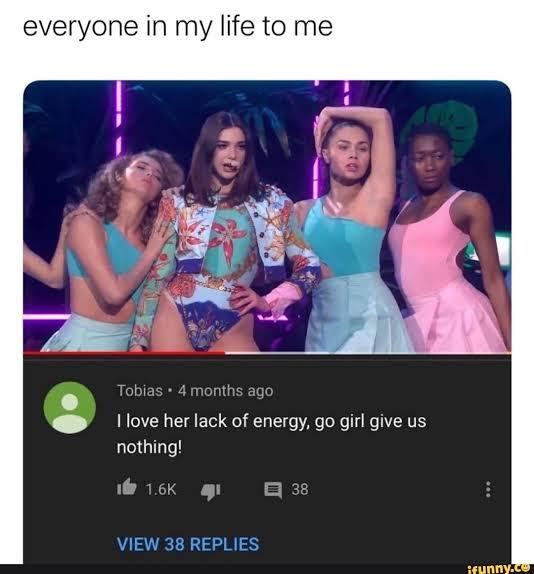 everyone in my life to me
Tobias • 4 months ago
I love her lack of energy, go girl give us
nothing!
1.6K 38
VIEW 38 REPLIES
ifunny.co